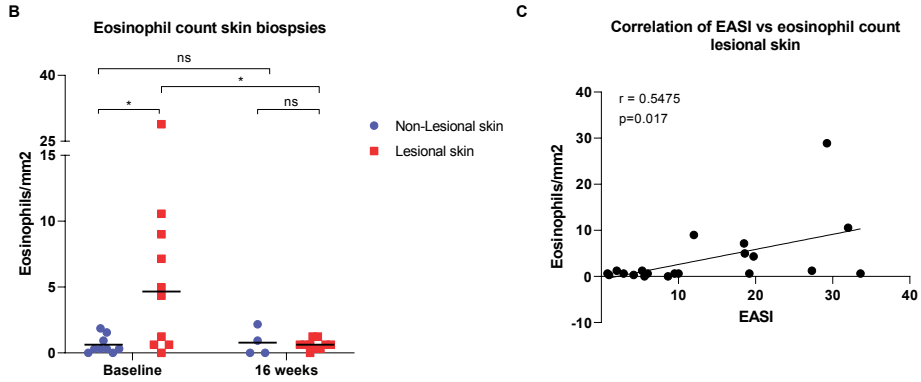 B
Eosinophil count skin biospsies
ns
*
*
ns
40
25
15
10
5
0
Eosinophils/mm2
Baseline
16 weeks
Non-Lesional skin
Lesional skin
C
Correlation of EASI vs eosinophil count
lesional skin
r = 0.5475
p=0.017
40
30
20
10
0
-10
Eosinophils/mm2
10
20
30
40
EASI